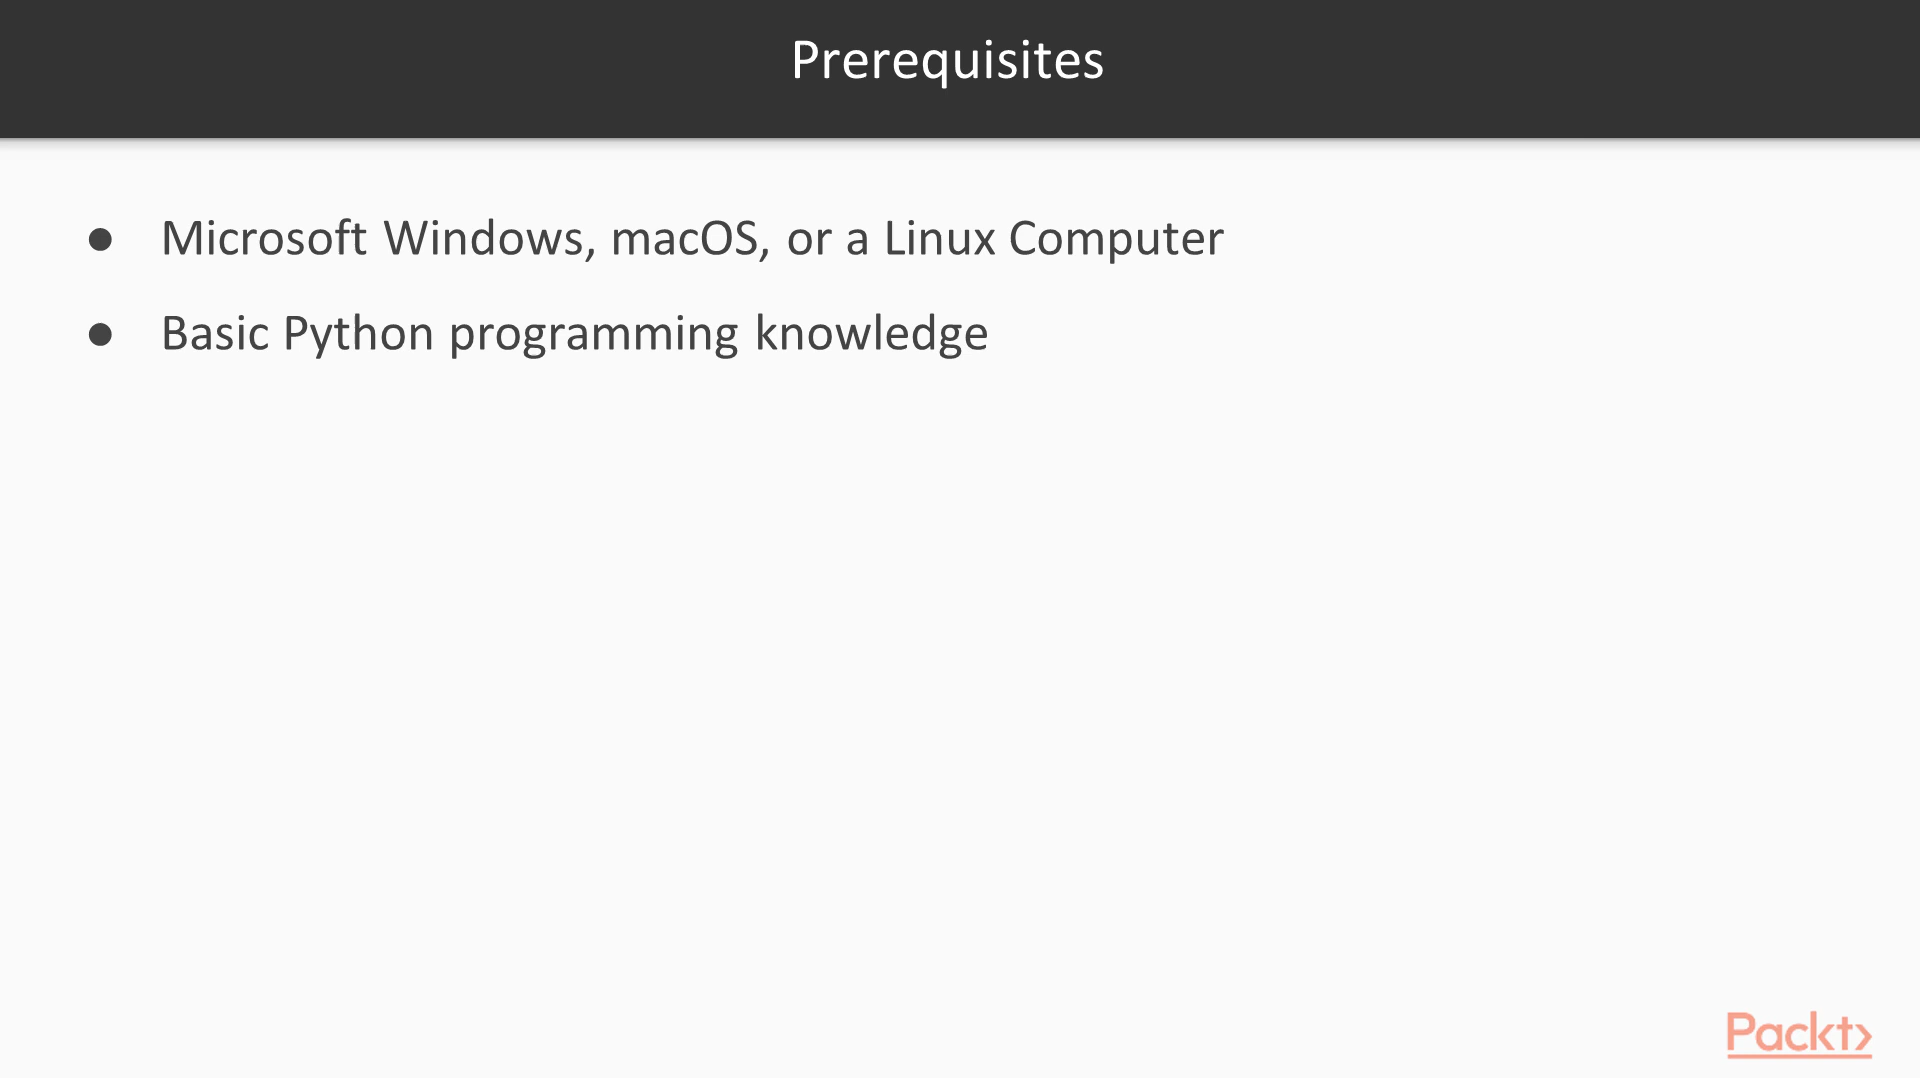 Prerequisites
● Microsoft Windows, macOS, or a Linux Computer
● Basic Python programming knowledge
Packt>